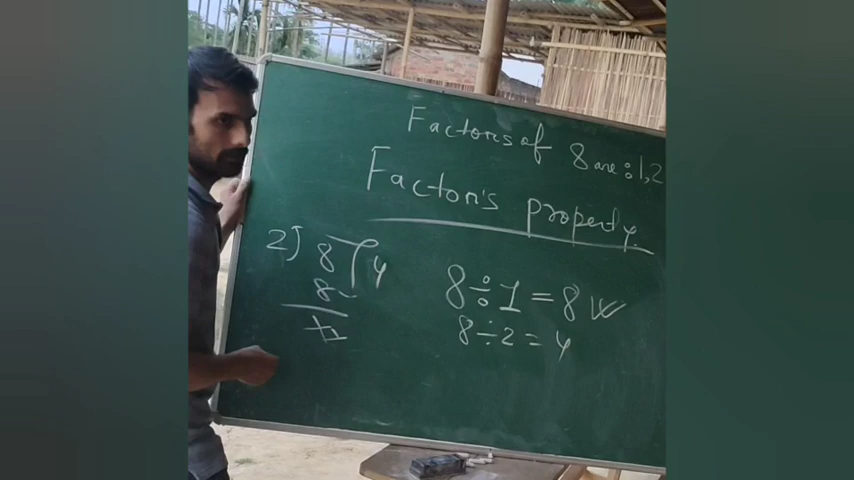 Factors of 8 are : 1, 2
Factor's property
2) 8 ( 4
8
8 ÷ 1 = 8 W
8 ÷ 2 = 4